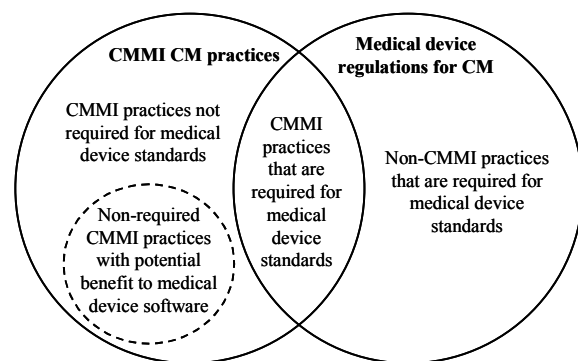 CMMI CM practices
Medical device
regulations for CM
CMMI practices not
required for medical
device standards
CMMI
practices
that are
required for
medical
device
standards
Non-CMMI practices
that are required for
medical device
standards
Non-required
CMMI practices
with potential
benefit to medical
device software